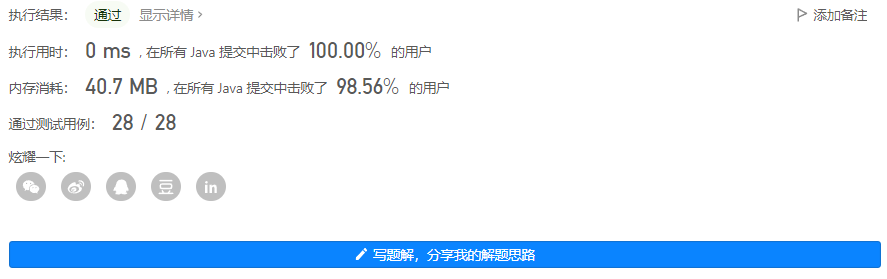 执行结果： 通过 显示详情 › 添加备注
执行用时： 0 ms , 在所有 Java 提交中击败了 100.00% 的用户
内存消耗： 40.7 MB , 在所有 Java 提交中击败了 98.56% 的用户
通过测试用例： 28 / 28
炫耀一下:
豆 in
写题解，分享我的解题思路